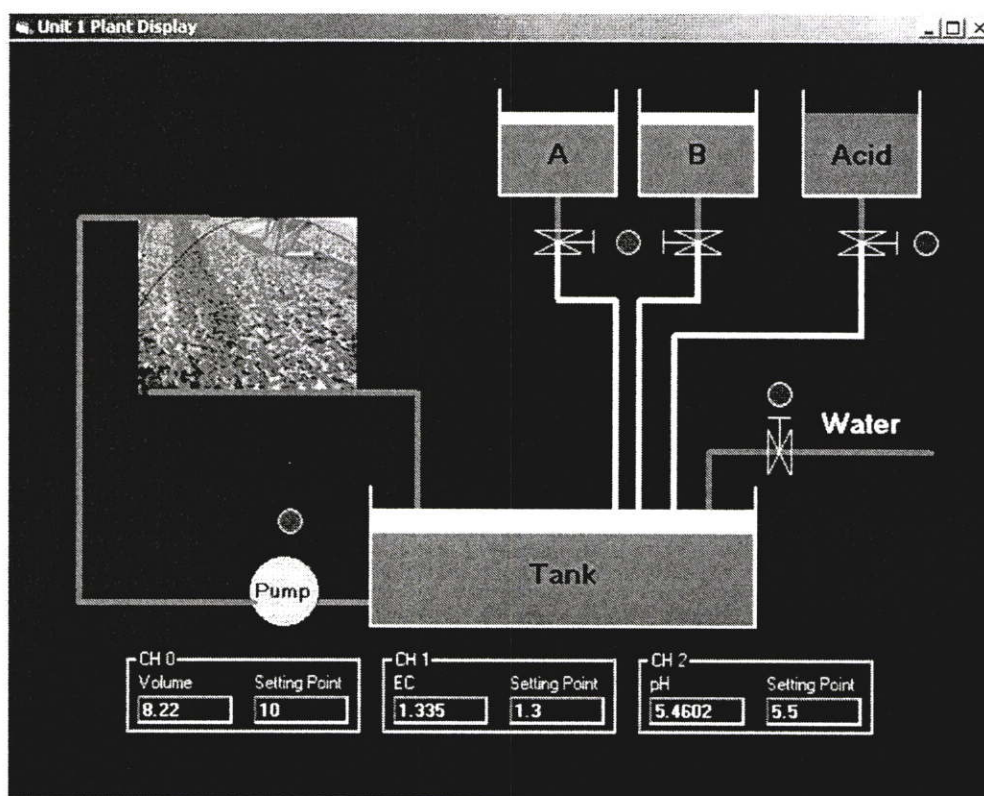 Unit 1 Plant Display
A
B
Acid
Water
Tank
Pump
CH 0
Volume Setting Point
8.22 10
CH 1
EC Setting Point
1.335 1.3
CH 2
pH Setting Point
5.4602 5.5